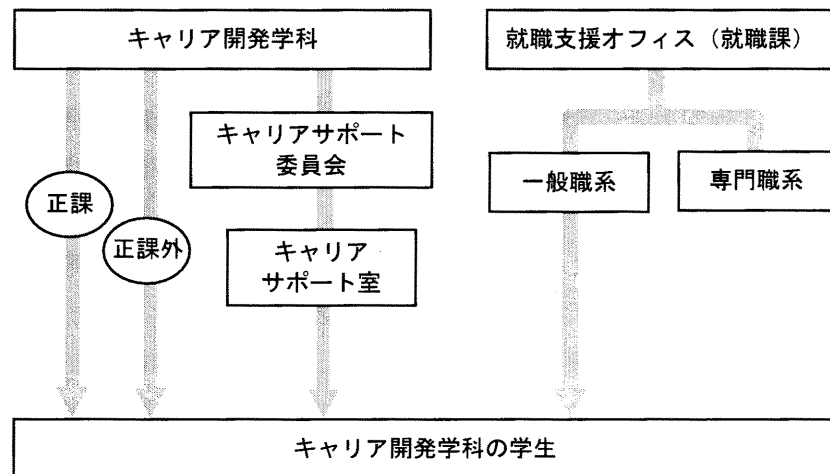 キャリア開発学科
就職支援オフィス（就職課）
キャリアサポート
委員会
一般職系
専門職系
正課
正課外
キャリア
サポート室
キャリア開発学科の学生